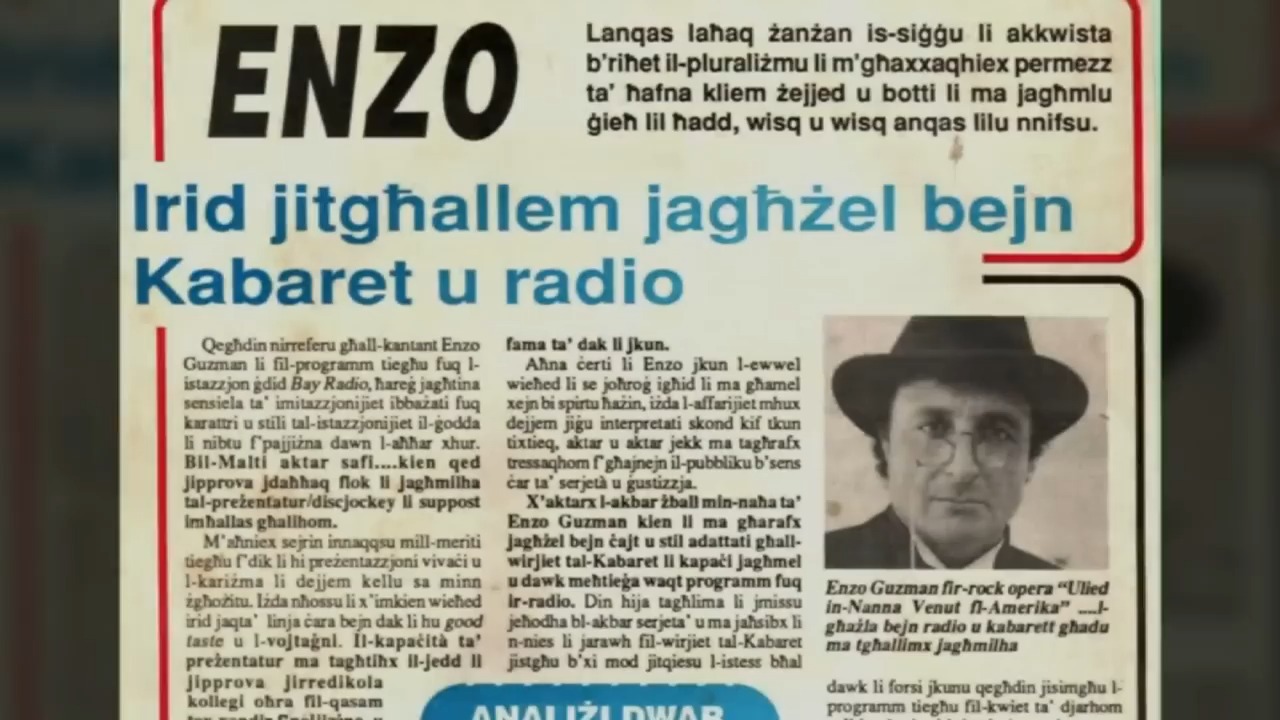 ENZO
Lanqas laħaq żanżan is-siġġu li akkwista
b'riħet il-pluraliżmu li m'għaxxaqhiex permezz
ta' ħafna kliem żejjed u botti li ma jagħmlu
ġieħ lil ħadd, wisq u wisq anqas lilu nnifsu.
Irid jitgħallem jagħżel bejn
Kabaret u radio
Qegħdin nirreferu għall-kantant Enzo
Guzman li fil-programm tiegħu fuq l-
istazzjon ġdid Bay Radio, ħareġ jagħtina
sensiela ta' imitazzjonijiet ibbażati fuq
karattri u stili tal-istazzjonijiet il-ġodda
li nibtu f'pajjiżna dawn l-aħħar xhur.
Bil-Malti aktar safi....kien qed
jipprova jdaħħaq flok li jagħmilha
tal-preżentatur/discjockey li suppost
imħallas għalihom.
M'aħniex sejrin innaqqsu mill-meriti
tiegħu f'dik li hi preżentazzjoni vivaċi u
l-kariżma li dejjem kellu sa minn
żgħożitu. Iżda nħossu li x'imkien wieħed
irid jaqta' linja ċara bejn dak li hu good
taste u l-vojtaġni. Il-kapaċità ta'
preżentatur ma tagħtihx il-jedd li
jipprova jirredikola
kollegi oħra fil-qasam
fama ta' dak li jkun.
Aħna ċerti li Enzo jkun l-ewwel
wieħed li se joħroġ igħid li ma għamel
xejn bi spirtu ħażin, iżda l-affarijiet mhux
dejjem jiġu interpretati skond kif tkun
tixtieq, aktar u aktar jekk ma tagħrafx
tressaqhom f'għajnejn il-pubbliku b'sens
ċar ta' serjetà u ġustizzja.
X'aktarx l-akbar żball min-naħa ta'
Enzo Guzman kien li ma għarafx
jagħżel bejn ċajt u stil adattati għall-
wirjiet tal-Kabaret li kapaċi jagħmel
u dawk meħtieġa waqt programm fuq
ir-radio. Din hija tagħlima li jmissu
jeħodha bl-akbar serjeta' u ma jaħsibx li
n-nies li jarawh fil-wirjiet tal-Kabaret
jistgħu b'xi mod jitqiesu l-istess bħal
ANALIŻI DWAR
Enzo Guzman fir-rock opera "Ulied
in-Nanna Venut fl-Amerika" ....l-
għażla bejn radio u kabarett għadu
ma tgħallimx jagħmilha
dawk li forsi jkunu qegħdin jisimgħu l-
programm tiegħu fil-kwiet ta' djarhom